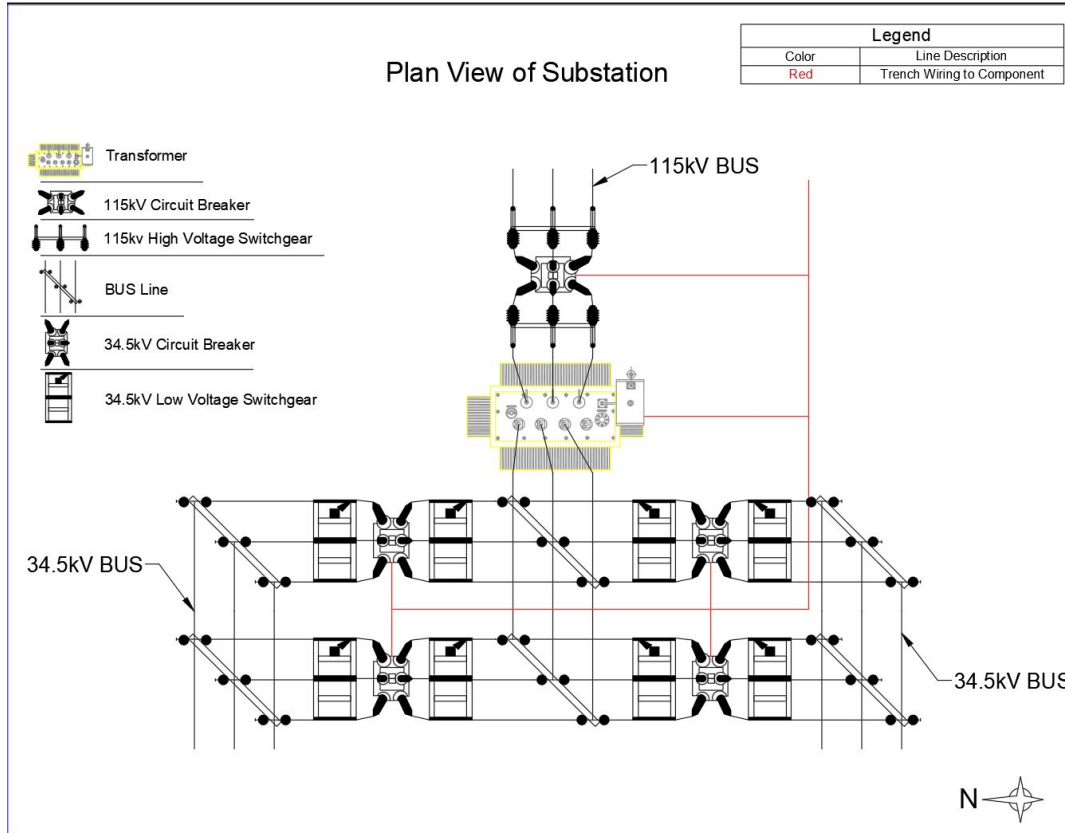 Legend
Color Line Description
Red Trench Wiring to Component
Plan View of Substation
Transformer
115kV Circuit Breaker
115kv High Voltage Switchgear
BUS Line
34.5kV Circuit Breaker
34.5kV Low Voltage Switchgear
115kV BUS
34.5kV BUS
34.5kV BUS
N